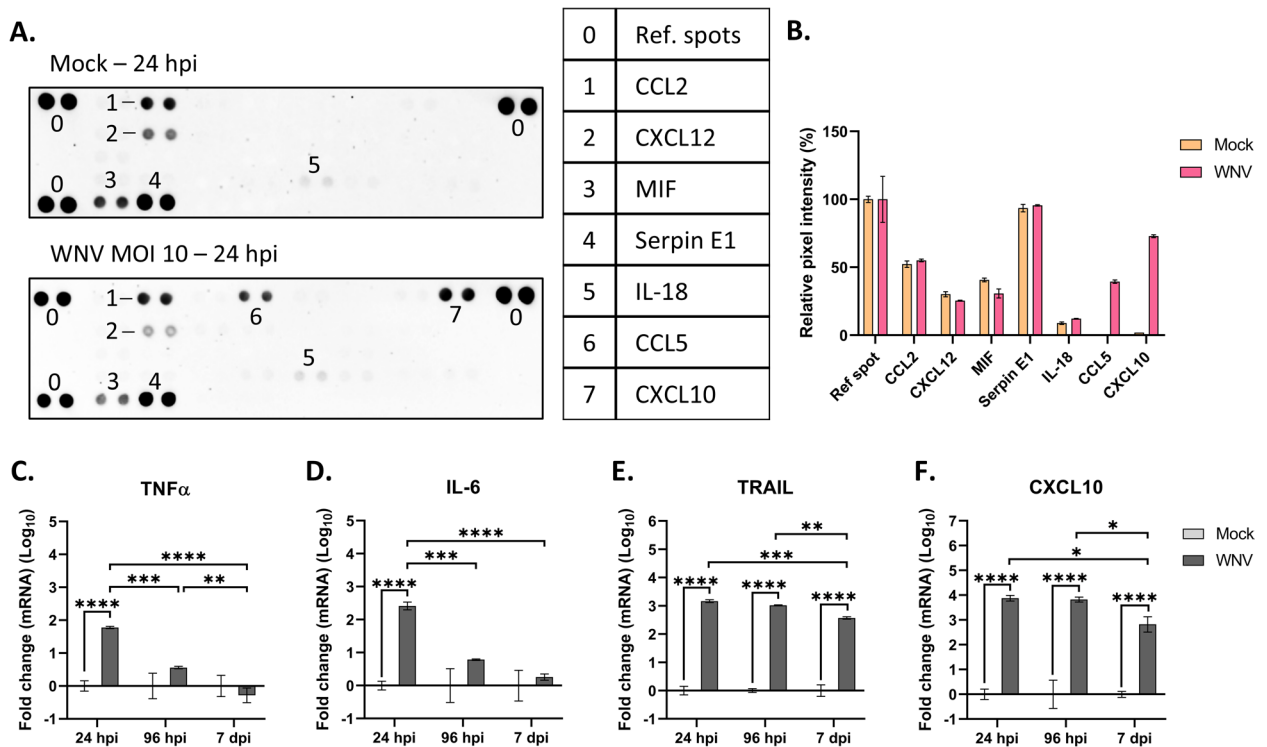 A.
Mock – 24 hpi
1
2
0
0
0
3
4
5
WNV MOI 10 – 24 hpi
1
2
0
6
7
0
0
3
4
5
0 Ref. spots
1 CCL2
2 CXCL12
3 MIF
4 Serpin E1
5 IL-18
6 CCL5
7 CXCL10
B.
Relative pixel intensity (%)
150
100
50
0
Ref spot
CCL2
CXCL12
MIF
Serpin E1
IL-18
CCL5
CXCL10
Mock
WNV
C.
TNFα
Fold change (mRNA) (Log10)
5
4
3
2
1
0
-1
****
***
**
****
24 hpi 96 hpi 7 dpi
D.
IL-6
Fold change (mRNA) (Log10)
5
4
3
2
1
0
-1
****
***
****
24 hpi 96 hpi 7 dpi
E.
TRAIL
Fold change (mRNA) (Log10)
6
5
4
3
2
1
0
-1
**
***
****
****
****
24 hpi 96 hpi 7 dpi
F.
CXCL10
Fold change (mRNA) (Log10)
7
6
5
4
3
2
1
0
-1
*
*
****
****
****
24 hpi 96 hpi 7 dpi
Mock
WNV